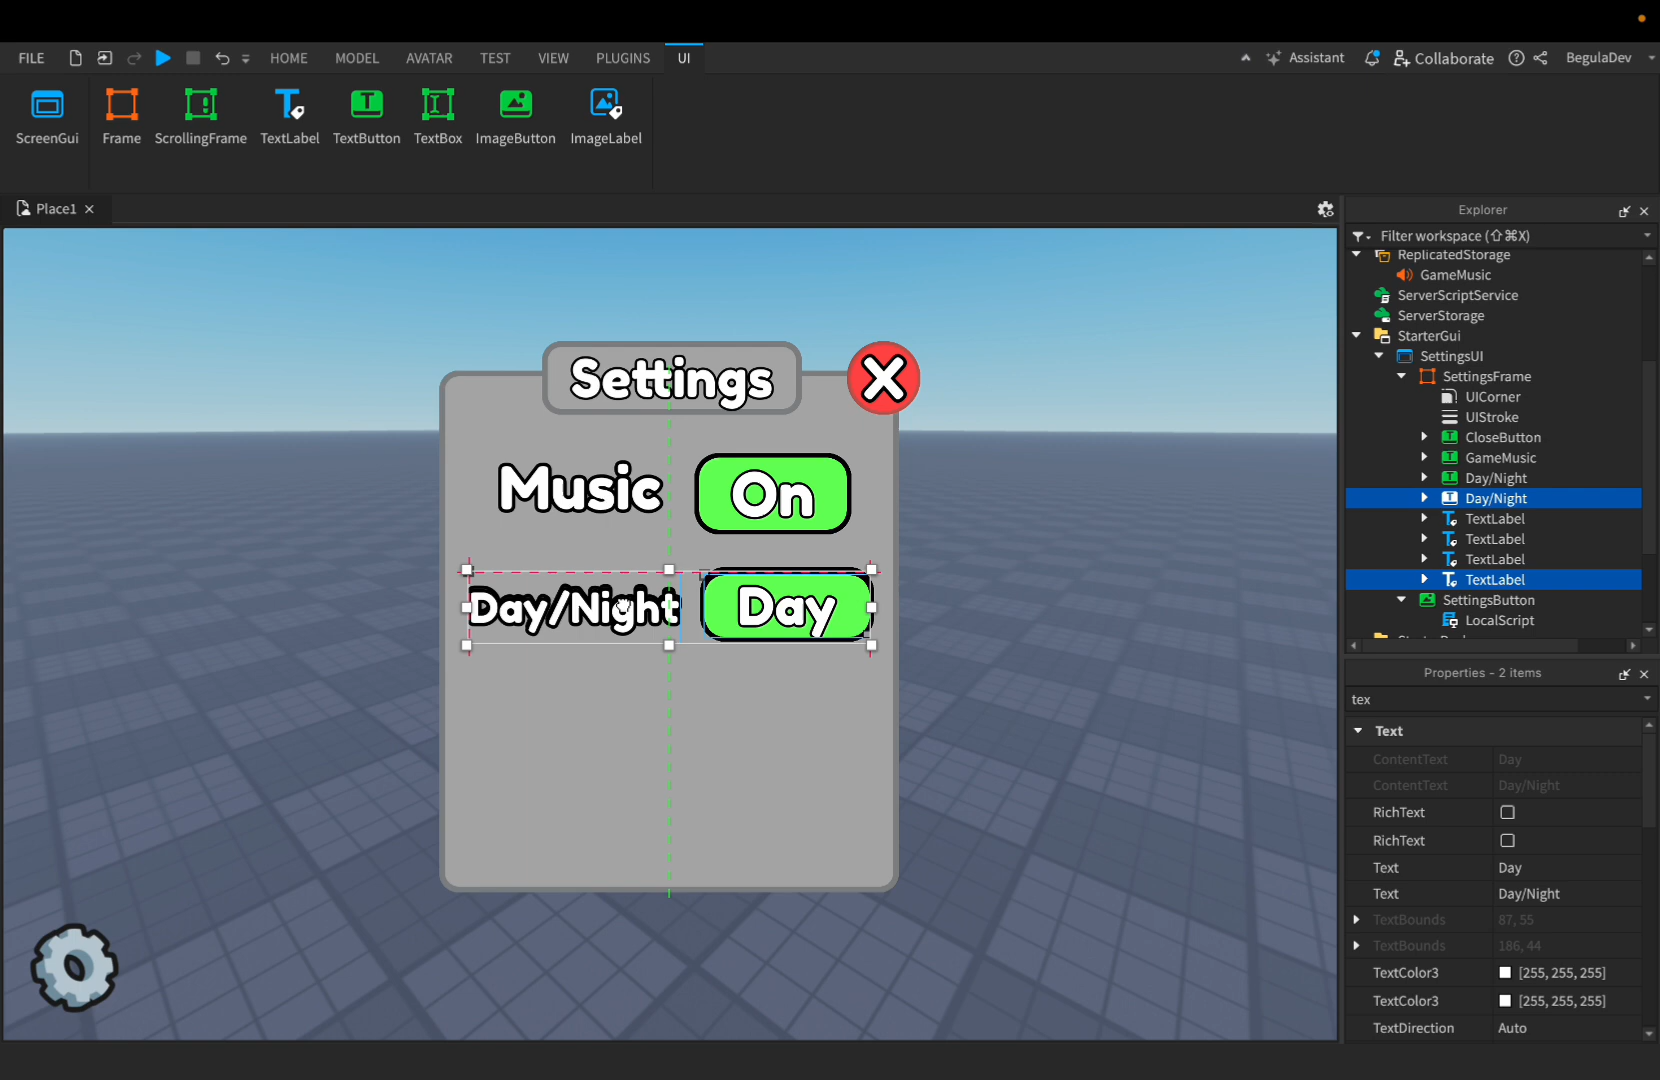 FILE HOME MODEL AVATAR TEST VIEW PLUGINS UI Assistant Collaborate BegulaDev
ScreenGui Frame ScrollingFrame TextLabel TextButton TextBox ImageButton ImageLabel
Place1
Explorer
Filter workspace (⇧⌘X)
ReplicatedStorage
GameMusic
ServerScriptService
ServerStorage
StarterGui
SettingsUI
SettingsFrame
UICorner
UIStroke
CloseButton
GameMusic
Day/Night
Day/Night
TextLabel
TextLabel
TextLabel
TextLabel
SettingsButton
LocalScript
Settings X
Music On
Day/Night Day
Properties - 2 items
tex
Text
ContentText Day
ContentText Day/Night
RichText
RichText
Text Day
Text Day/Night
TextBounds 87, 55
TextBounds 186, 44
TextColor3 [255, 255, 255]
TextColor3 [255, 255, 255]
TextDirection Auto